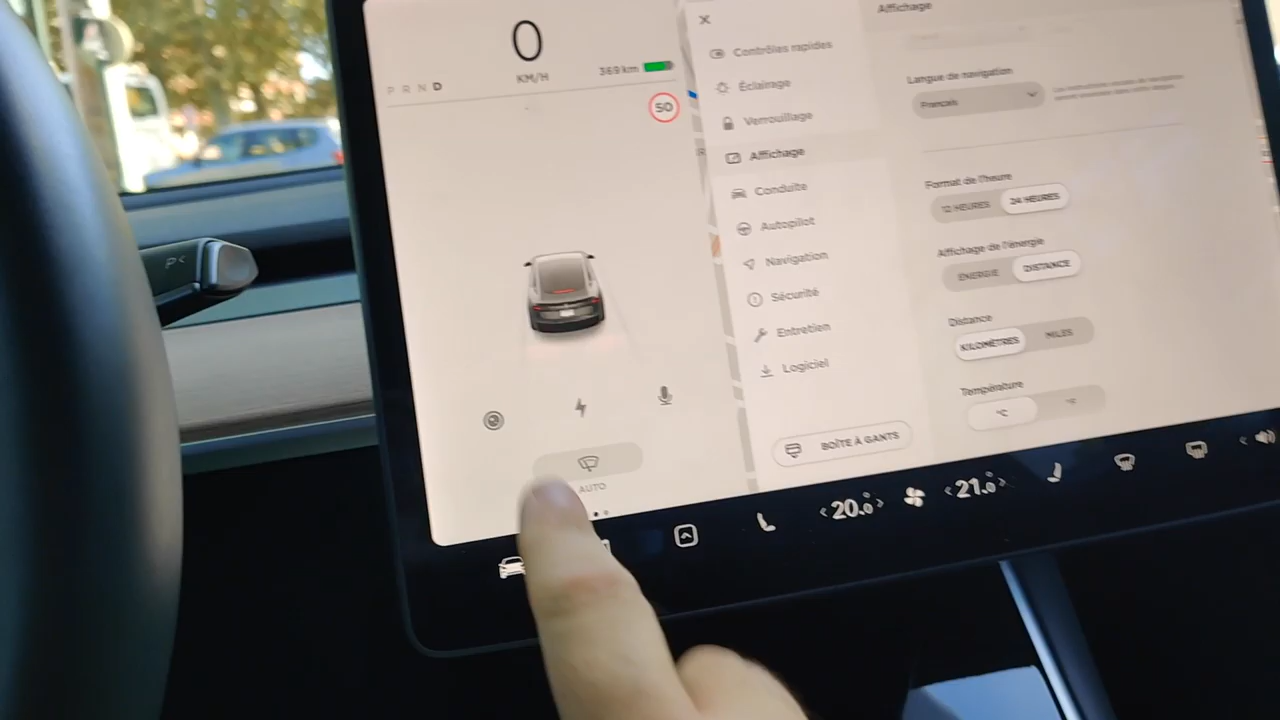 0
KM/H
369 km
P R N D
50
AUTO
Contrôles rapides
Éclairage
Verrouillage
Affichage
Conduite
Autopilot
Navigation
Sécurité
Entretien
Logiciel
BOÎTE À GANTS
Affichage
Langue de navigation
Français
Format de l'heure
12 HEURES 24 HEURES
Affichage de l'énergie
ÉNERGIE DISTANCE
Distance
KILOMÈTRES MILES
Température
°C °F
20.0 21.0
P<